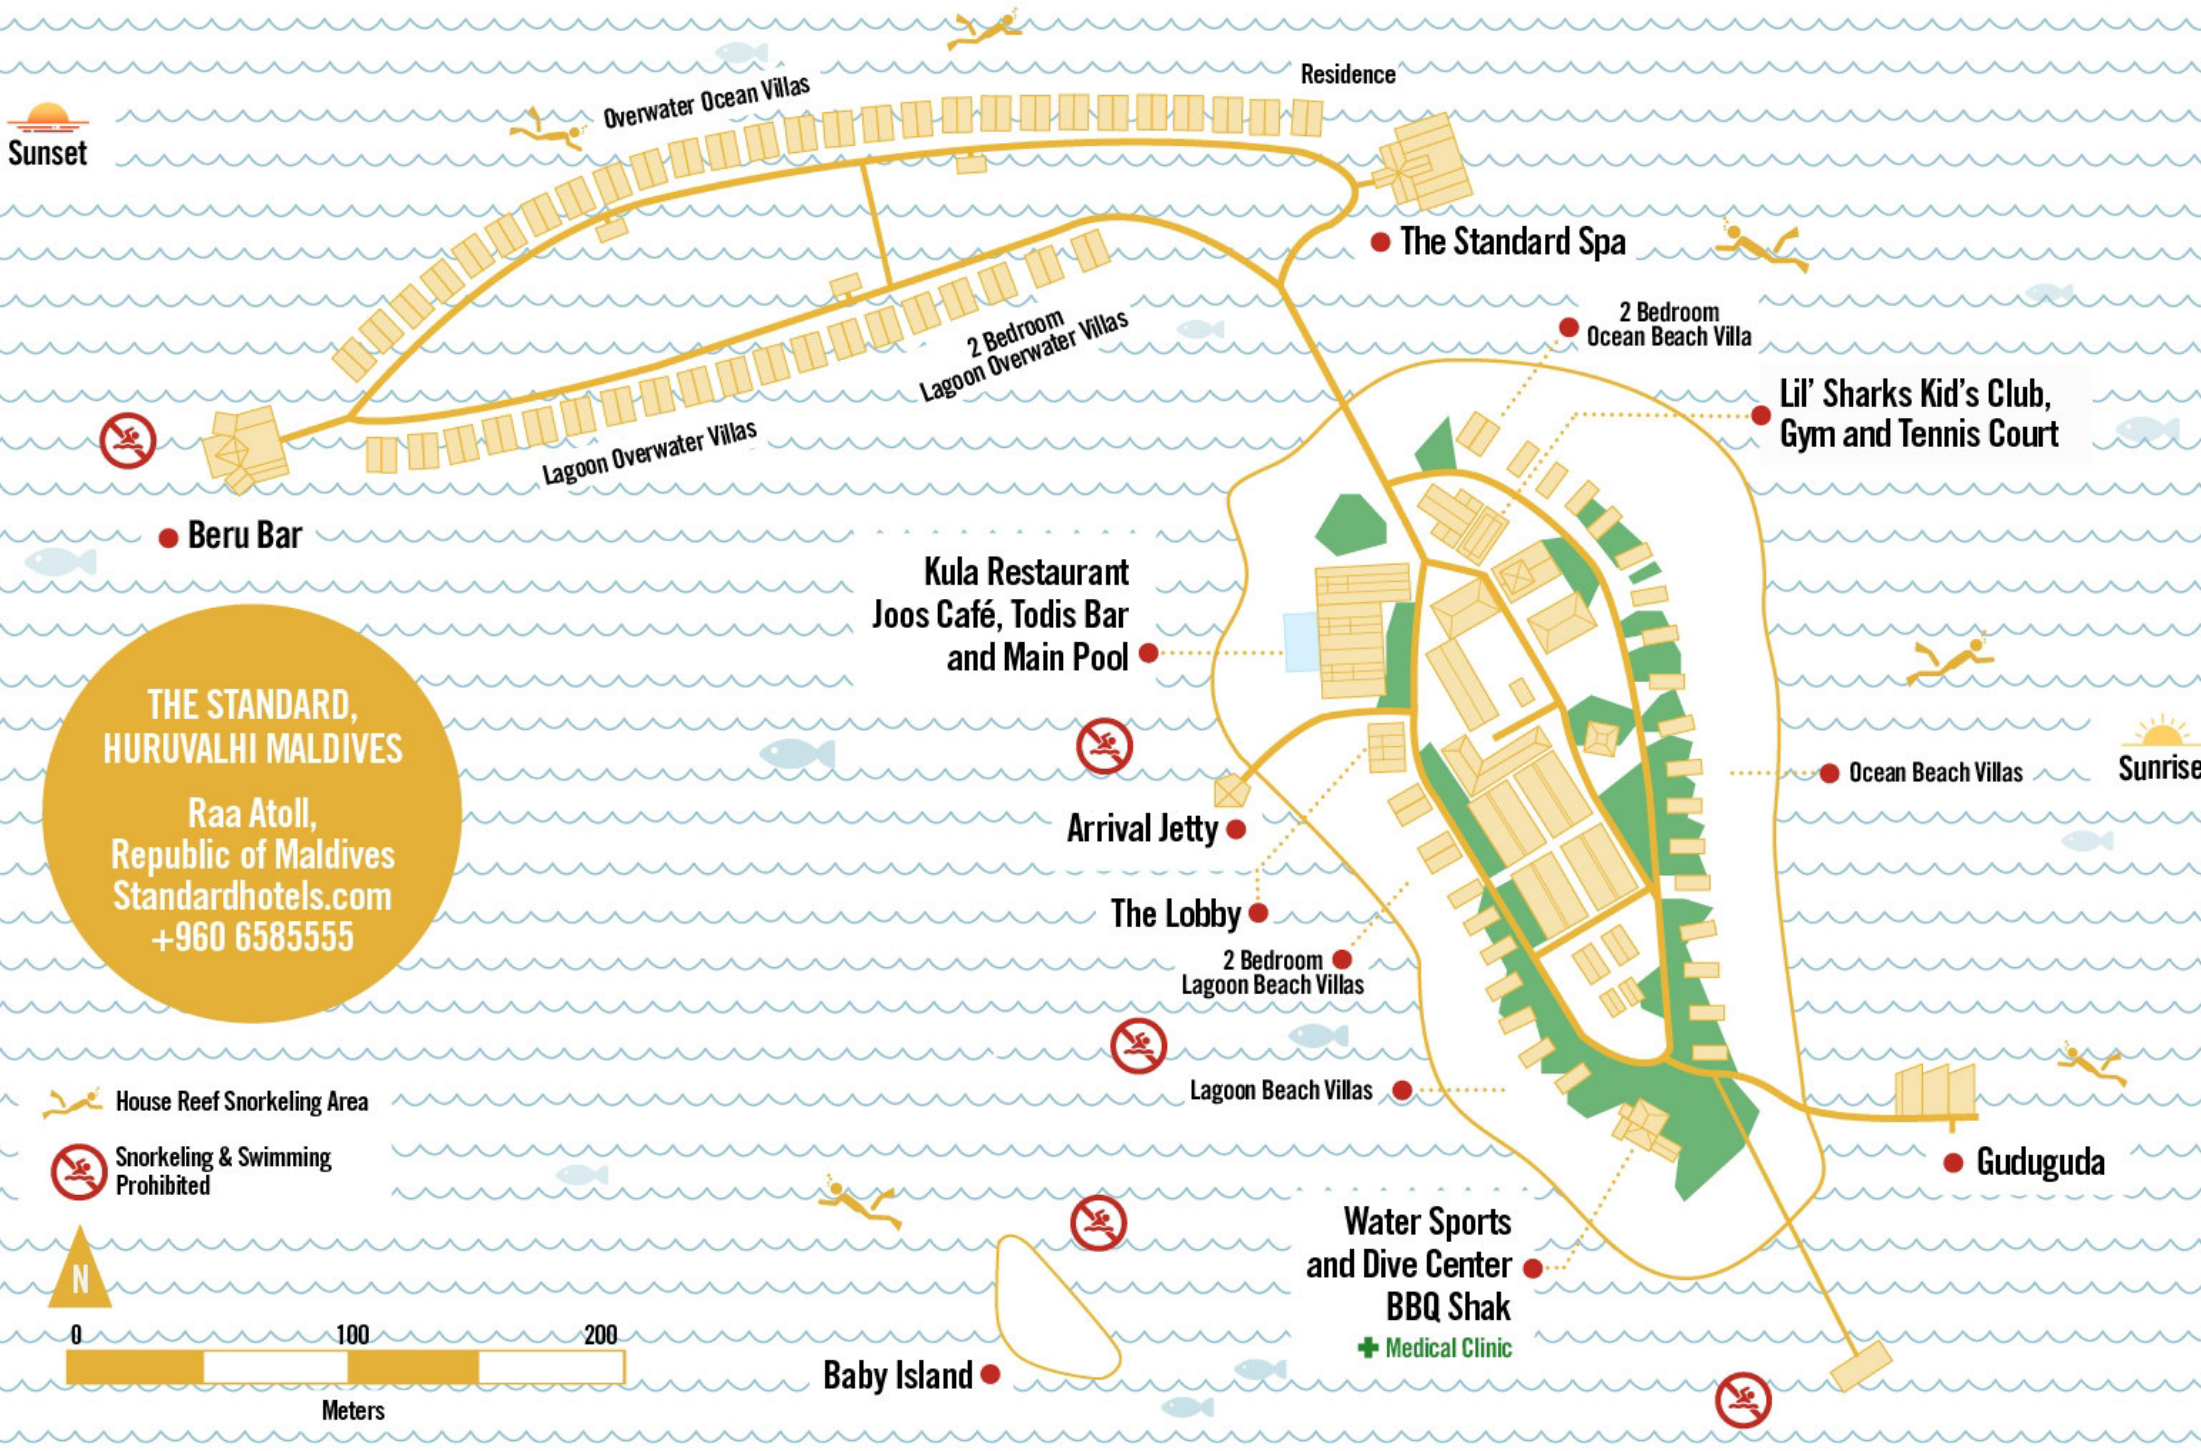 Residence
Overwater Ocean Villas
Sunset
The Standard Spa
2 Bedroom
Ocean Beach Villa
2 Bedroom
Lagoon Overwater Villas
Lil’ Sharks Kid’s Club,
Gym and Tennis Court
Lagoon Overwater Villas
Beru Bar
Kula Restaurant
Joos Café, Todis Bar
and Main Pool
THE STANDARD,
HURUVALHI MALDIVES
Raa Atoll,
Republic of Maldives
Standardhotels.com
+960 6585555
Ocean Beach Villas
Sunrise
Arrival Jetty
The Lobby
2 Bedroom
Lagoon Beach Villas
Lagoon Beach Villas
House Reef Snorkeling Area
Snorkeling & Swimming
Prohibited
Guduguda
Water Sports
and Dive Center
BBQ Shak
Medical Clinic
N
0 100 200
Meters
Baby Island